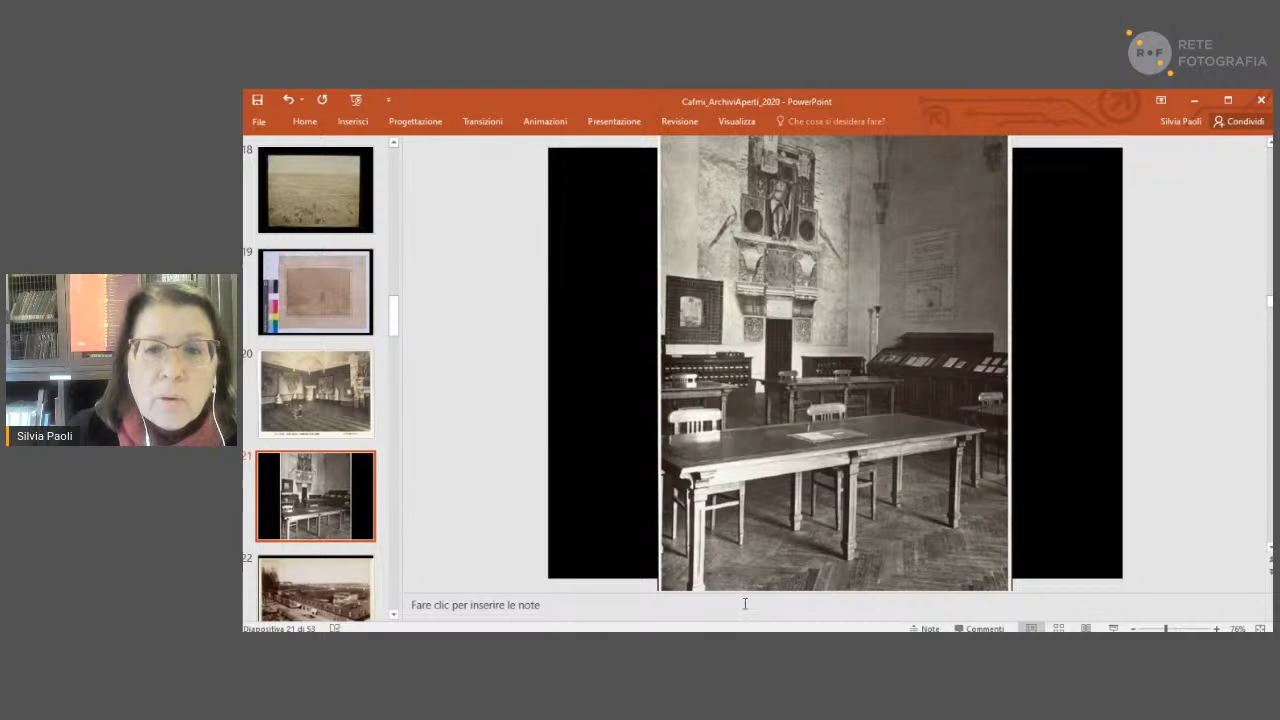 RETE
R F FOTOGRAFIA
Cafmi_ArchiviAperti_2020 - PowerPoint
File Home Inserisci Progettazione Transizioni Animazioni Presentazione Revisione Visualizza Che cosa si desidera fare? Silvia Paoli Condividi
18
19
20
21
22
Silvia Paoli
Fare clic per inserire le note
Diapositiva 21 di 53 Note Commenti 76%